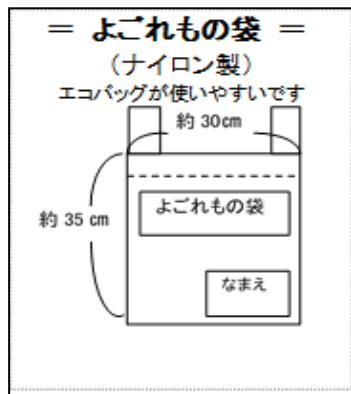 ＝ よごれもの袋 ＝
（ナイロン製）
エコバッグが使いやすいです
約 30㎝
約 35 ㎝
よごれもの袋
なまえ